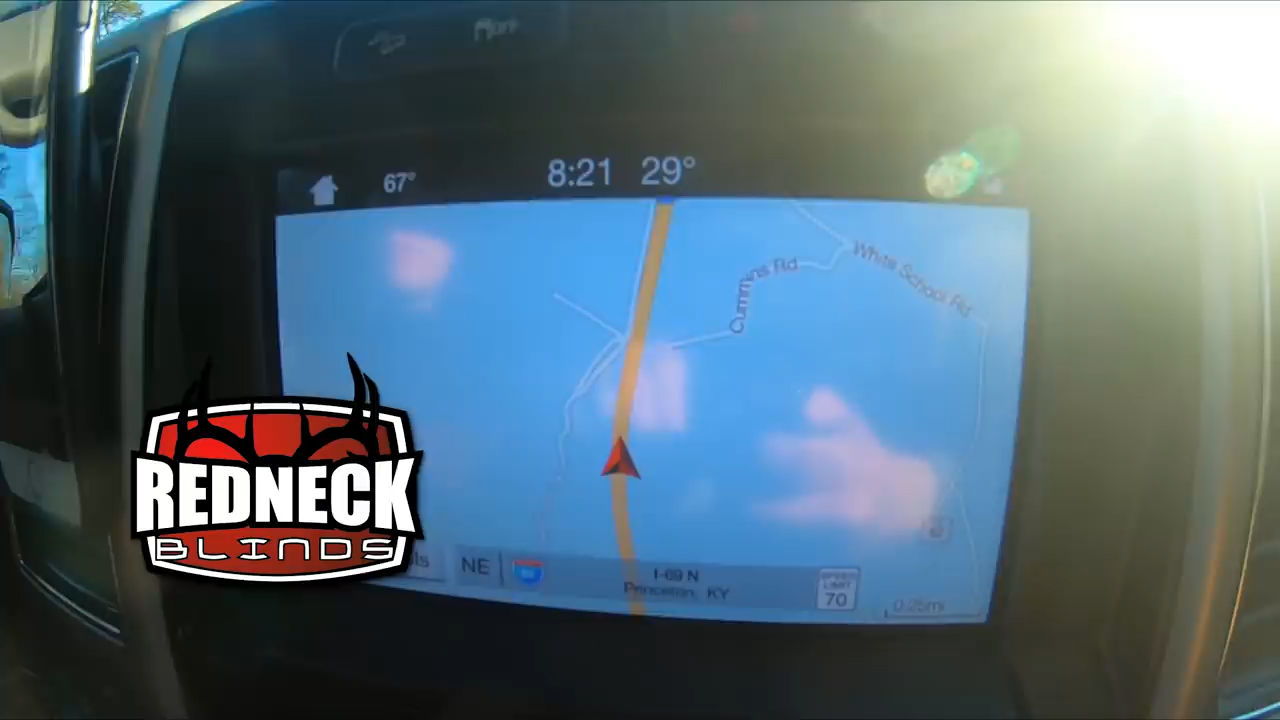 67° 8:21 29°
Cummins Rd
White School Rd
REDNECK
BLINDS
NE
I-69 N
Princeton, KY
SPEED
LIMIT
70
0.25mi